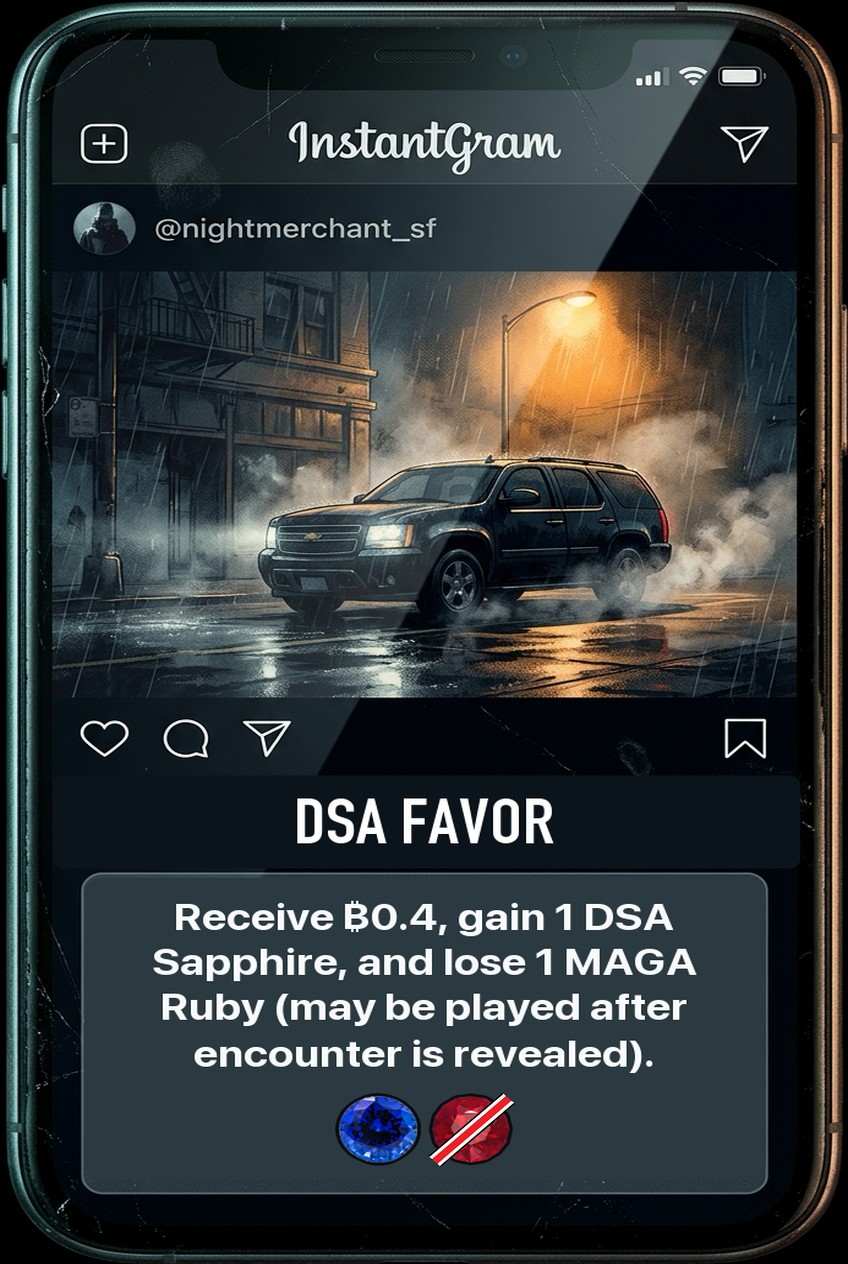 InstantGram
@nightmerchant_sf
DSA FAVOR
Receive ₿0.4, gain 1 DSA
Sapphire, and lose 1 MAGA
Ruby (may be played after
encounter is revealed).